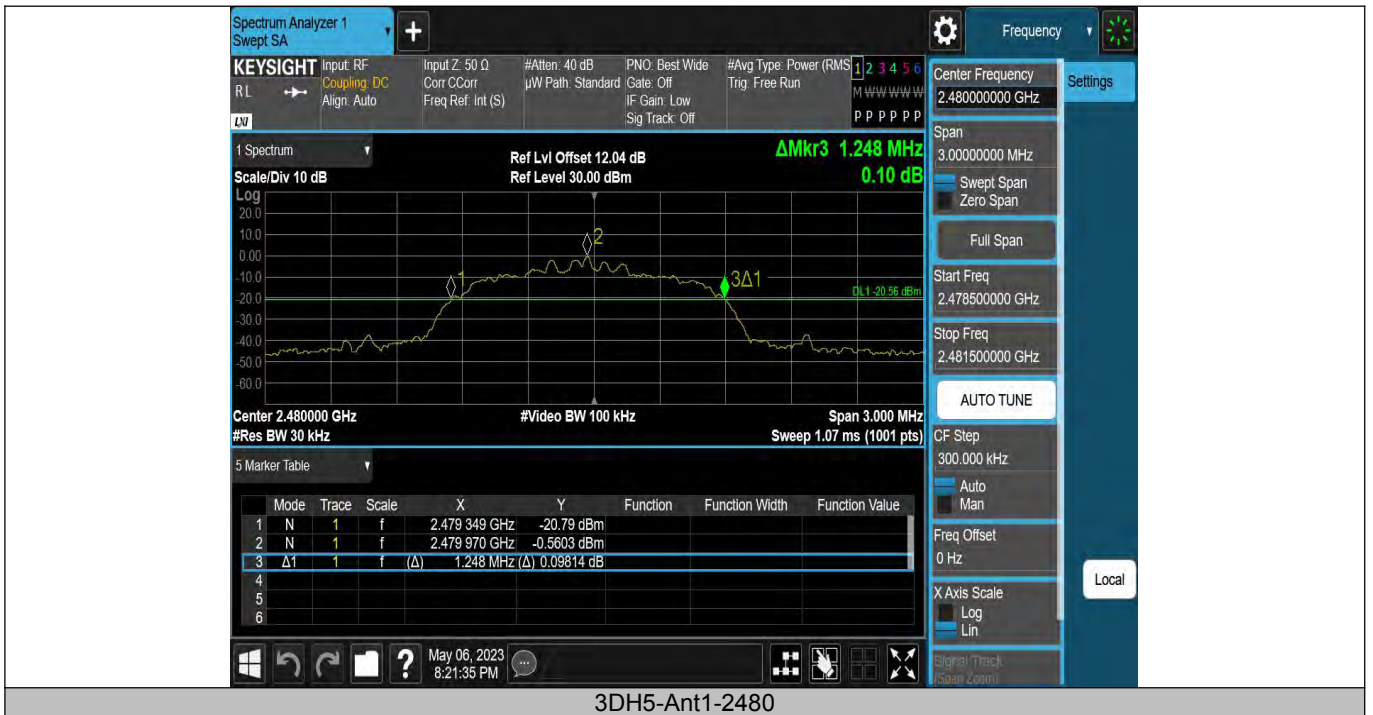 Spectrum Analyzer 1
Swept SA
+
Frequency
KEYSIGHT Input: RF Input Z: 50 Ω #Atten: 40 dB PNO: Best Wide #Avg Type: Power (RMS 1 2 3 4 5 6
RL Coupling: DC Corr CCorr µW Path: Standard Gate: Off Trig: Free Run M W W W W W
Align: Auto Freq Ref: Int (S) IF Gain: Low
LXI Sig Track: Off P P P P P P
1 Spectrum
Ref Lvl Offset 12.04 dB
ΔMkr3 1.248 MHz
Scale/Div 10 dB Ref Level 30.00 dBm 0.10 dB
Log
20.0
10.0
0.00
-10.0
-20.0
-30.0
-40.0
-50.0
-60.0
1
2
3Δ1
DL1 -20.56 dBm
Center 2.480000 GHz #Video BW 100 kHz Span 3.000 MHz
#Res BW 30 kHz Sweep 1.07 ms (1001 pts)
5 Marker Table
Mode Trace Scale X Y Function Function Width Function Value
1 N 1 f 2.479 349 GHz -20.79 dBm
2 N 1 f 2.479 970 GHz -0.5603 dBm
3 Δ1 1 f (Δ) 1.248 MHz (Δ) 0.09814 dB
4
5
6
?
May 06, 2023
8:21:35 PM
Center Frequency
2.480000000 GHz
Settings
Span
3.00000000 MHz
Swept Span
Zero Span
Full Span
Start Freq
2.478500000 GHz
Stop Freq
2.481500000 GHz
AUTO TUNE
CF Step
300.000 kHz
Auto
Man
Freq Offset
0 Hz
X Axis Scale
Log
Lin
Signal Track
(Span Zoom)
Local
3DH5-Ant1-2480